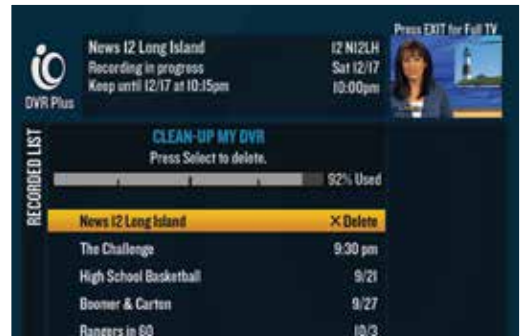 Press EXIT for Full TV
News 12 Long Island 12 NI2LH
Recording in progress Sat 12/17
Keep until 12/17 at 10:15pm 10:00pm
iO
DVR Plus
RECORDED LIST
CLEAN-UP MY DVR
Press Select to delete.
92% Used
News 12 Long Island X Delete
The Challenge 9:30 pm
High School Basketball 9/21
Boomer & Carton 9/27
Rangers in 60 10/3